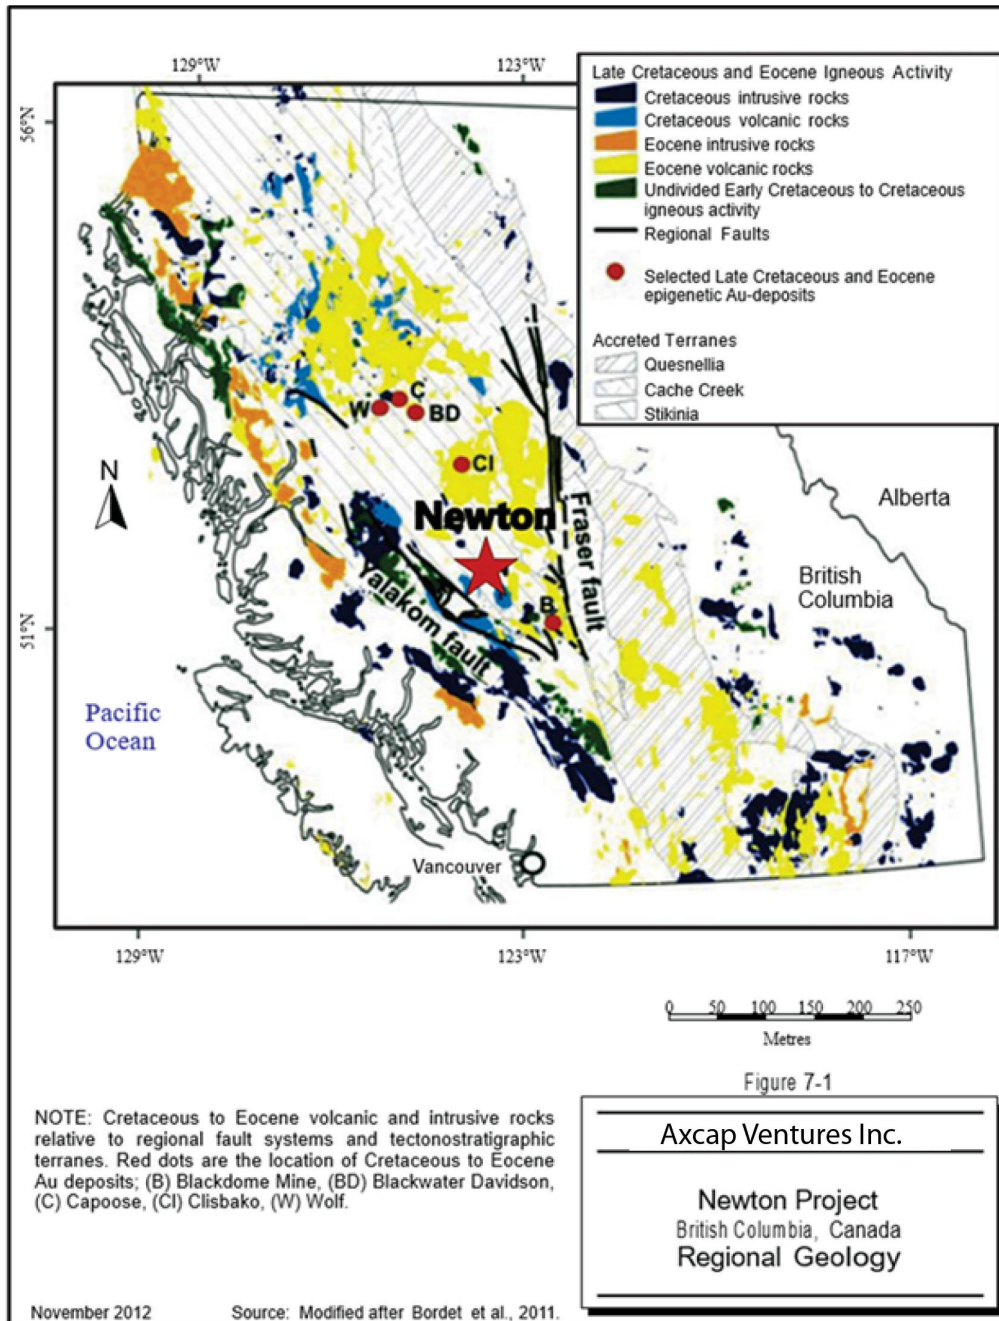 129°W
123°W
56°N
51°N
Late Cretaceous and Eocene Igneous Activity
Cretaceous intrusive rocks
Cretaceous volcanic rocks
Eocene intrusive rocks
Eocene volcanic rocks
Undivided Early Cretaceous to Cretaceous
igneous activity
Regional Faults
Selected Late Cretaceous and Eocene
epigenetic Au-deposits
Accreted Terranes
Quesnellia
Cache Creek
Stikinia
C
W
BD
CI
N
Newton
Fraser fault
Alberta
British
Columbia
Yalakom fault
B
Pacific
Ocean
Vancouver
129°W
123°W
117°W
0 50 100 150 200 250
Metres
Figure 7-1
NOTE: Cretaceous to Eocene volcanic and intrusive rocks
relative to regional fault systems and tectonostratigraphic
terranes. Red dots are the location of Cretaceous to Eocene
Au deposits; (B) Blackdome Mine, (BD) Blackwater Davidson,
(C) Capoose, (CI) Clisbako, (W) Wolf.
Axcap Ventures Inc.
Newton Project
British Columbia, Canada
Regional Geology
November 2012
Source: Modified after Bordet et al., 2011.